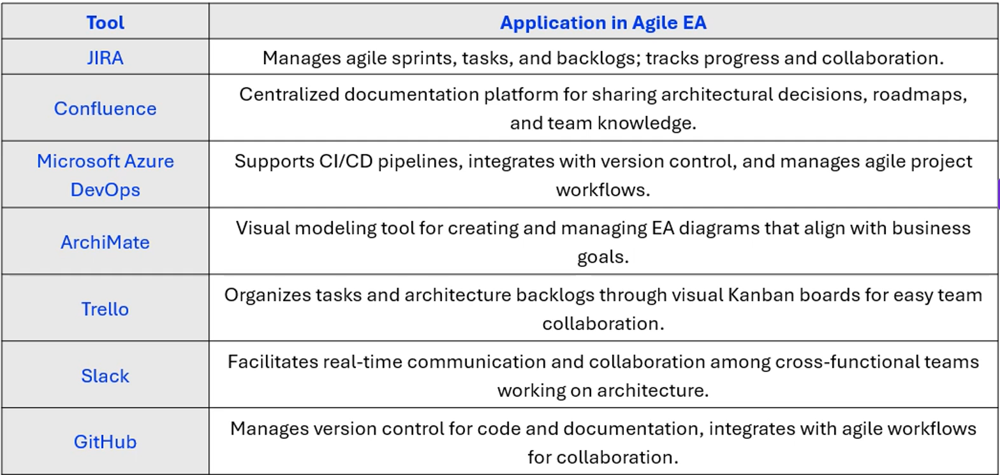 Tool
Application in Agile EA
JIRA
Manages agile sprints, tasks, and backlogs; tracks progress and collaboration.
Confluence
Centralized documentation platform for sharing architectural decisions, roadmaps,
and team knowledge.
Microsoft Azure
DevOps
Supports CI/CD pipelines, integrates with version control, and manages agile project
workflows.
ArchiMate
Visual modeling tool for creating and managing EA diagrams that align with business
goals.
Trello
Organizes tasks and architecture backlogs through visual Kanban boards for easy team
collaboration.
Slack
Facilitates real-time communication and collaboration among cross-functional teams
working on architecture.
GitHub
Manages version control for code and documentation, integrates with agile workflows
for collaboration.